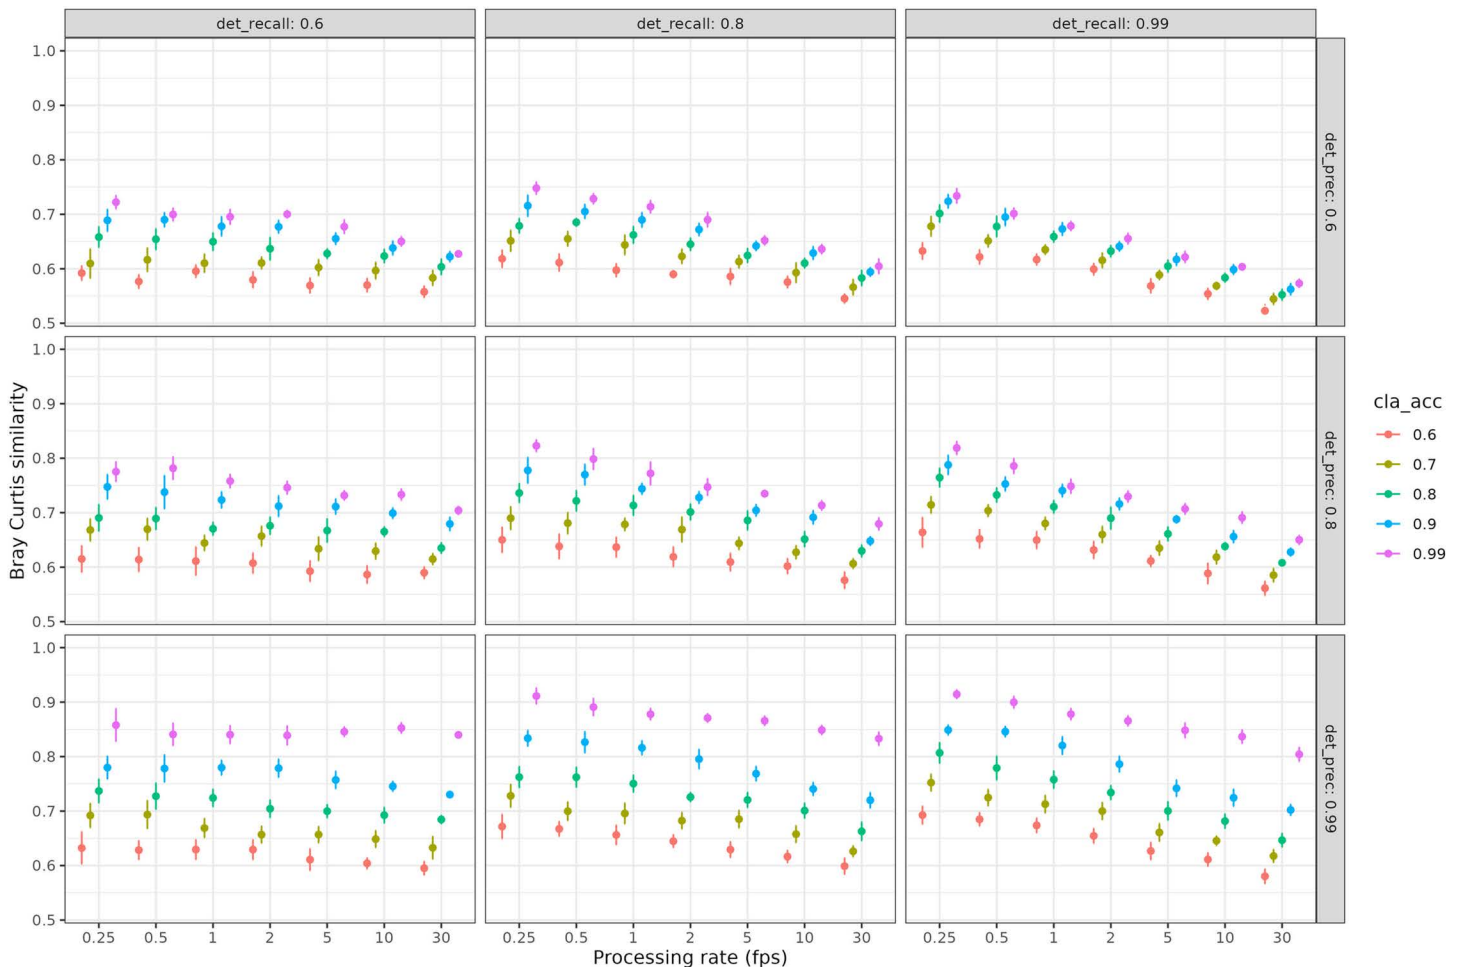 det_recall: 0.6
det_recall: 0.8
det_recall: 0.99
1.0
0.9
0.8
0.7
0.6
0.5
det_prec: 0.6
1.0
0.9
0.8
0.7
0.6
0.5
det_prec: 0.8
1.0
0.9
0.8
0.7
0.6
0.5
det_prec: 0.99
Bray Curtis similarity
0.25 0.5 1 2 5 10 30
0.25 0.5 1 2 5 10 30
0.25 0.5 1 2 5 10 30
Processing rate (fps)
cla_acc
0.6
0.7
0.8
0.9
0.99